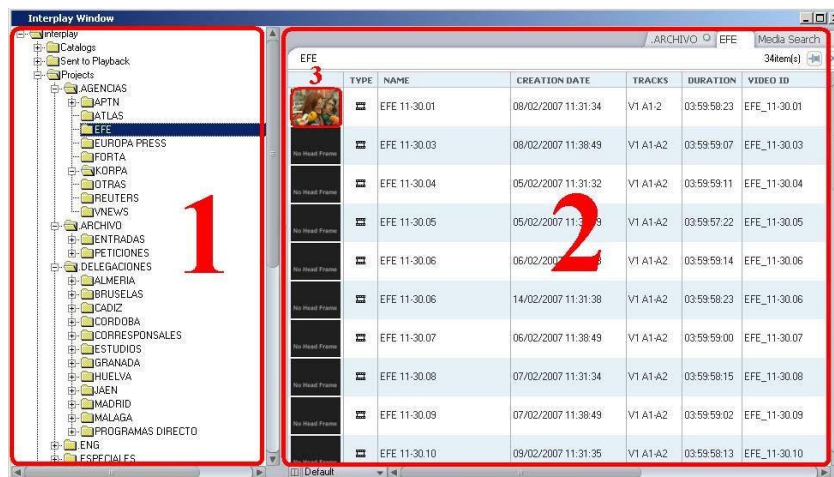 Interplay Window
interplay
Catalogs
Sent to Playback
Projects
.AGENCIAS
APTN
ATLAS
EFE
EUROPA PRESS
FORTA
KORPA
OTRAS
REUTERS
VNEWS
.ARCHIVO
ENTRADAS
PETICIONES
.DELEGACIONES
ALMERIA
BRUSELAS
CADIZ
CORDOBA
CORRESPONSALES
ESTUDIOS
GRANADA
HUELVA
JAEN
MADRID
MALAGA
PROGRAMAS DIRECTO
.ENG
.ESPECIALES
1
.ARCHIVO EFE Media Search
EFE 34item(s)
3 TYPE NAME CREATION DATE TRACKS DURATION VIDEO ID
EFE 11-30.01 08/02/2007 11:31:34 V1 A1-2 03:59:58:23 EFE_11-30.01
No Head Frame EFE 11-30.03 08/02/2007 11:38:49 V1 A1-A2 03:59:59:07 EFE_11-30.03
No Head Frame EFE 11-30.04 05/02/2007 11:31:32 V1 A1-A2 03:59:59:11 EFE_11-30.04
No Head Frame EFE 11-30.05 05/02/2007 V1 A1-A2 03:59:57:22 EFE_11-30.05
2
No Head Frame EFE 11-30.06 V1 A1-A2 03:59:59:14 EFE_11-30.06
No Head Frame EFE 11-30.06 14/02/2007 11:31:38 V1 A1-A2 03:59:58:23 EFE_11-30.06
No Head Frame EFE 11-30.07 06/02/2007 11:38:49 V1 A1-A2 03:59:59:00 EFE_11-30.07
No Head Frame EFE 11-30.08 07/02/2007 11:31:34 V1 A1-A2 03:59:58:15 EFE_11-30.08
No Head Frame EFE 11-30.09 07/02/2007 11:38:49 V1 A1-A2 03:59:59:02 EFE_11-30.09
No Head Frame EFE 11-30.10 09/02/2007 11:31:35 V1 A1-A2 03:59:58:13 EFE_11-30.10
Default